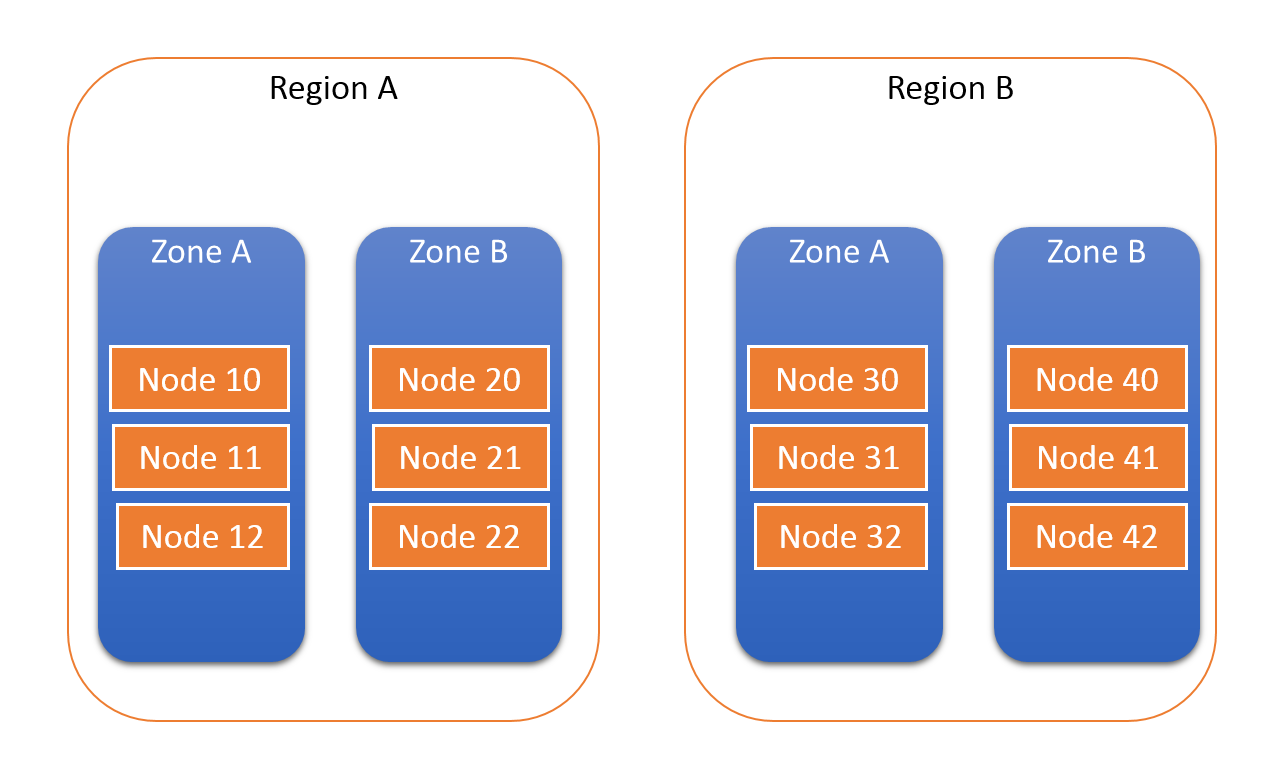 Region A
Zone A
Node 10
Node 11
Node 12
Zone B
Node 20
Node 21
Node 22
Region B
Zone A
Node 30
Node 31
Node 32
Zone B
Node 40
Node 41
Node 42